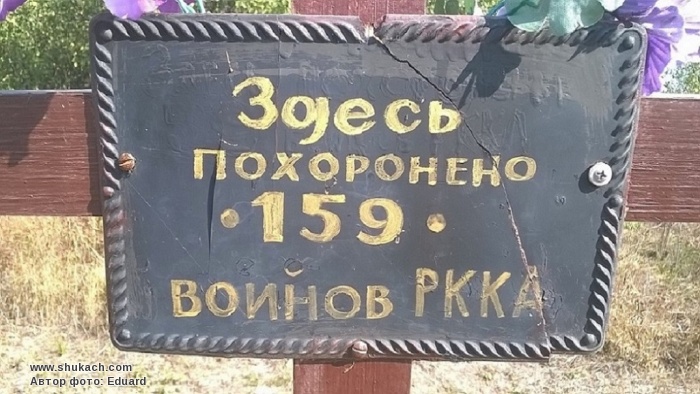 Здесь
похоронено
· 159 ·
воинов РККА
www.shukach.com
Автор фото: Eduard